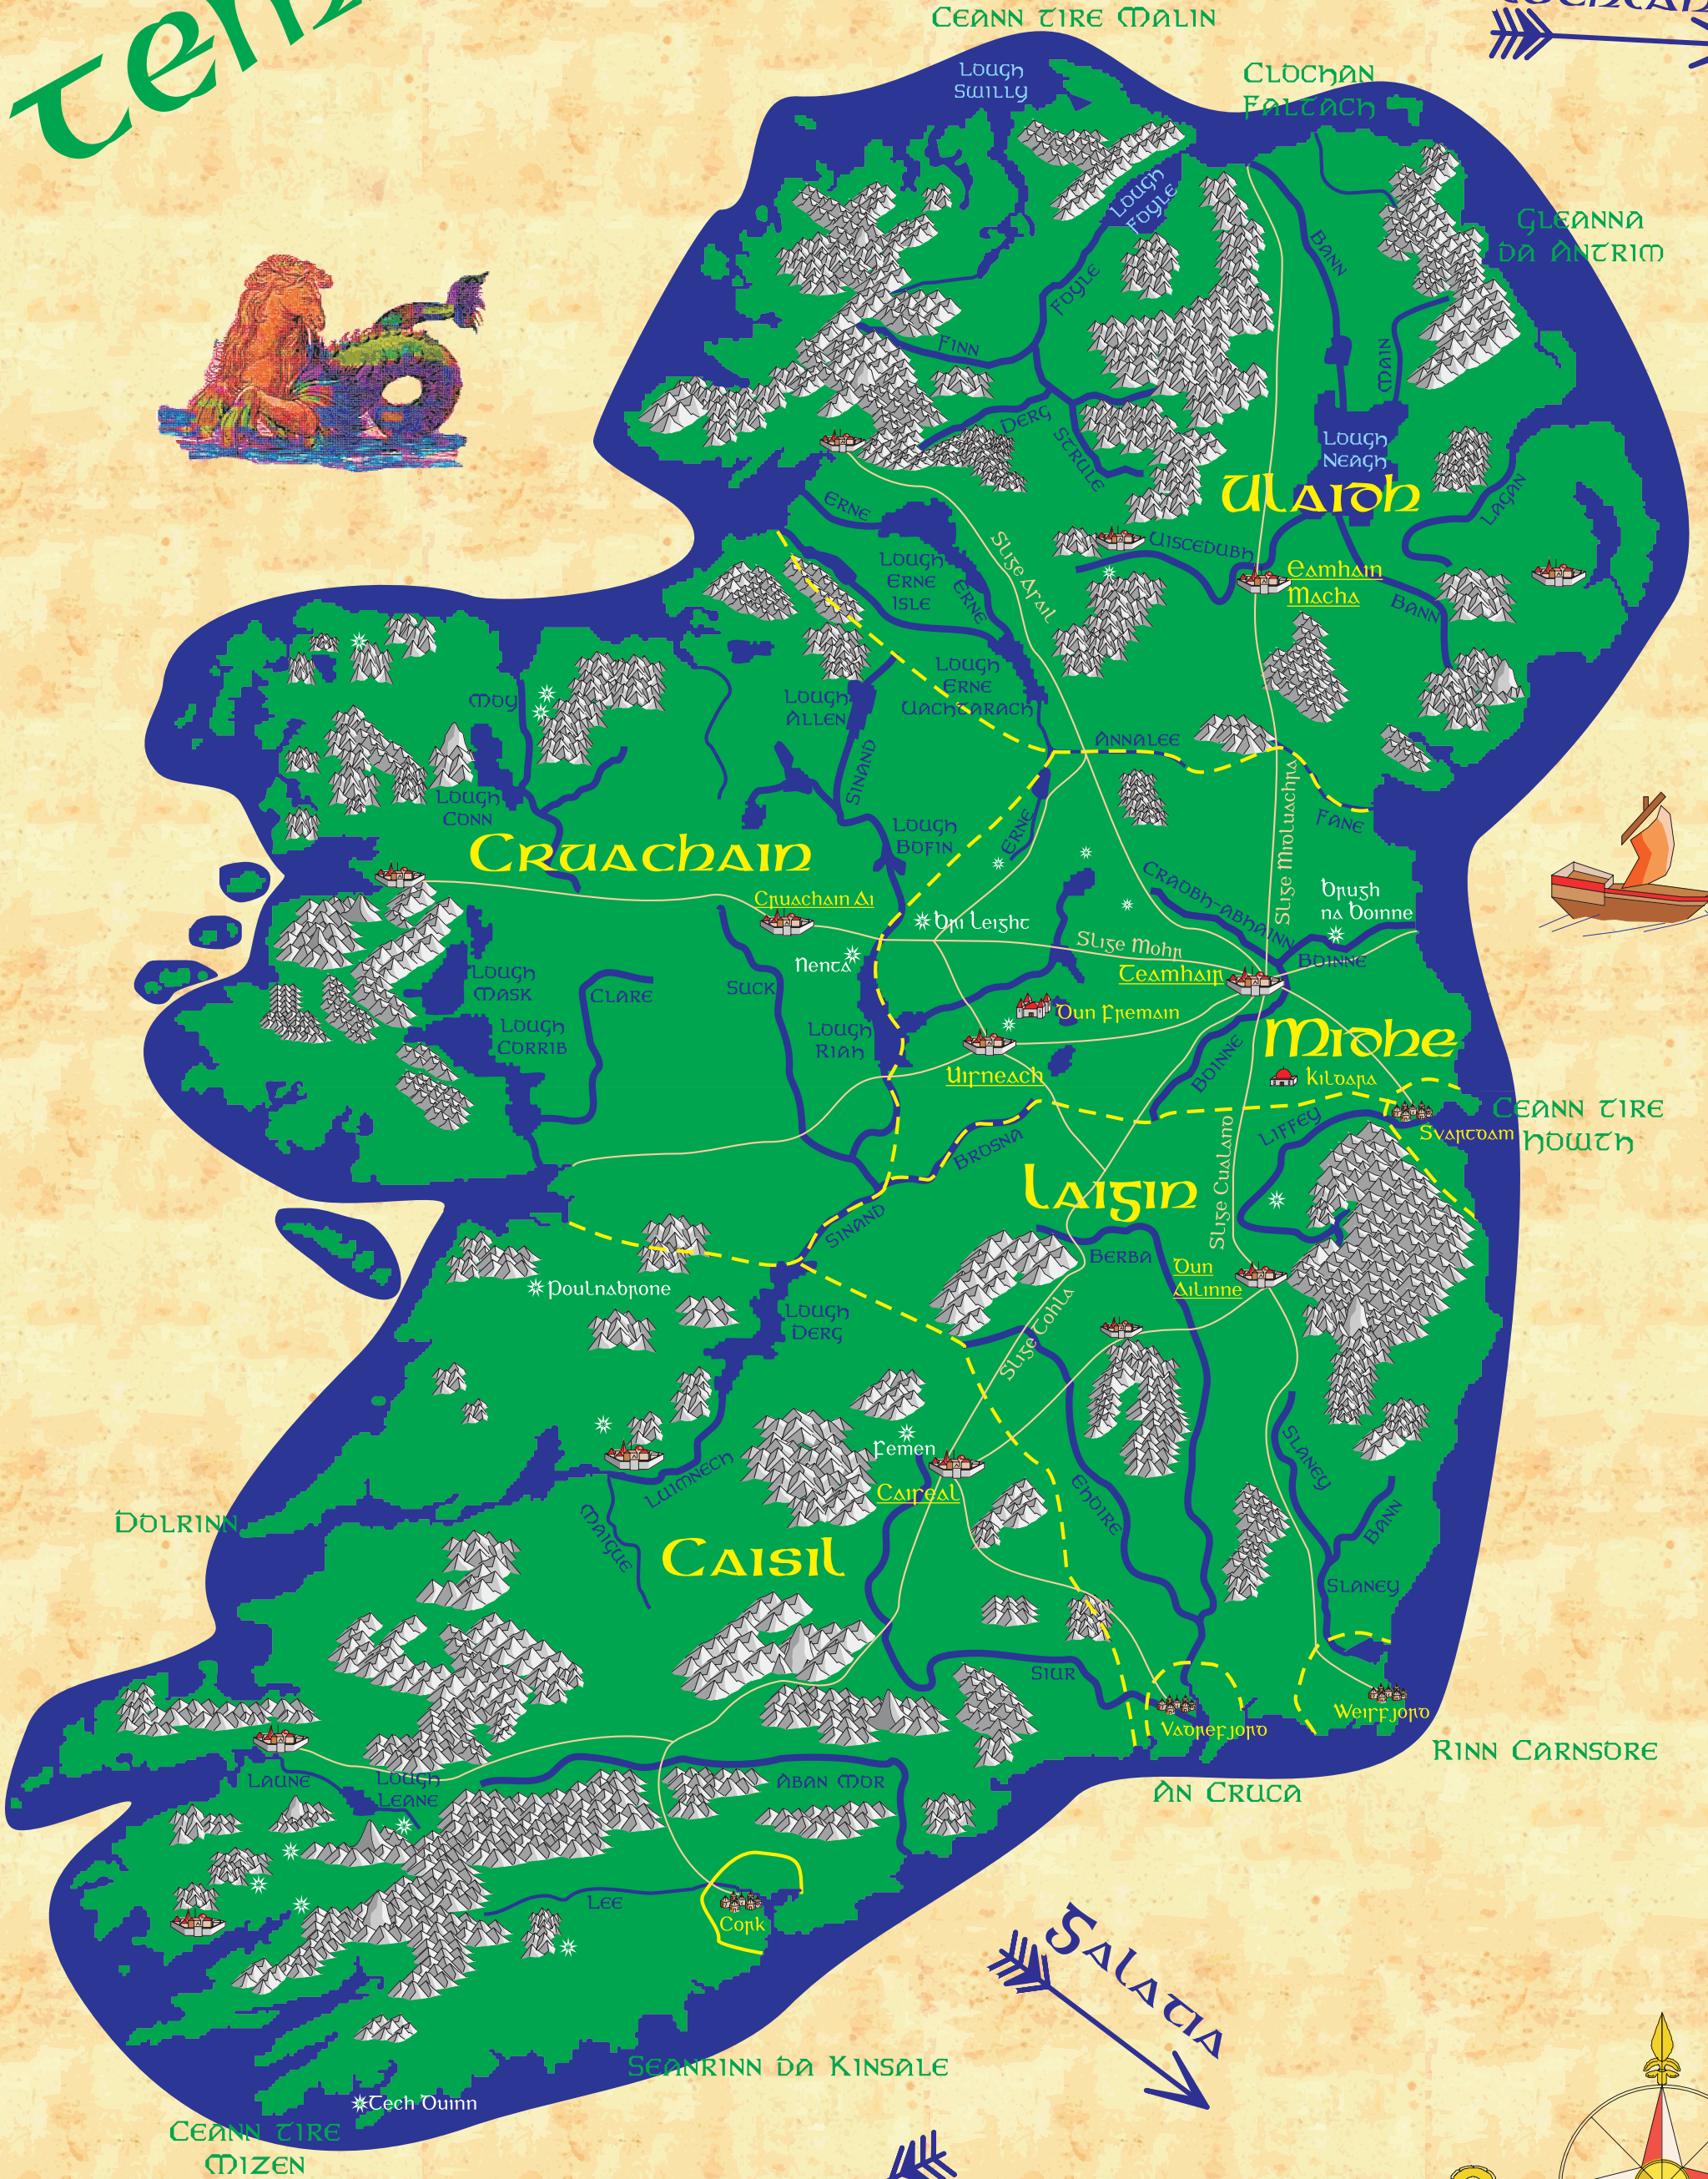 Ceann tire Malin
Clochan
Faltach
Lough
Swilly
Lough
Foyle
Gleanna
da Antrim
Bann
Foyle
Finn
Main
Derg
Strule
Lough
Neagh
Ulaidh
Lagan
Erne
Slige Asail
Uiscedubh
Eamhain
Macha
Bann
Lough
Erne
Isle
Erne
Lough
Erne
Uachtarach
Moy
Lough
Allen
Sinand
Annalee
Slige Midluachra
Fane
Lough
Conn
Lough
Bofin
Erne
Cruachain
Cruachain Ai
Bri Leight
Nenta
Cradbh-abhainn
Brugh
na Boinne
Slige Mohr
Teamhair
Boinne
Lough
Mask
Clare
Suck
Dun Fremain
Lough
Corrib
Lough
Riah
Uisneach
Midhe
Boinne
Kildara
Ceann tire
Howth
Svartdam
Liffey
Brosna
Slige Cualand
Laigin
Sinand
Berba
Dun
Ailinne
Poulnabrone
Lough
Derg
Slige Cohla
Femen
Caiseal
Luimnech
Maigue
Ehoire
Slaney
Bann
Dolrinn
Caisil
Slaney
Siur
Vadrefjord
Weisfjord
Rinn Carnsore
An Cruca
Laune
Lough
Leane
Aban Mor
Lee
Cork
Galatia
Seanrinn da Kinsale
Tech Duinn
Ceann tire
Mizen